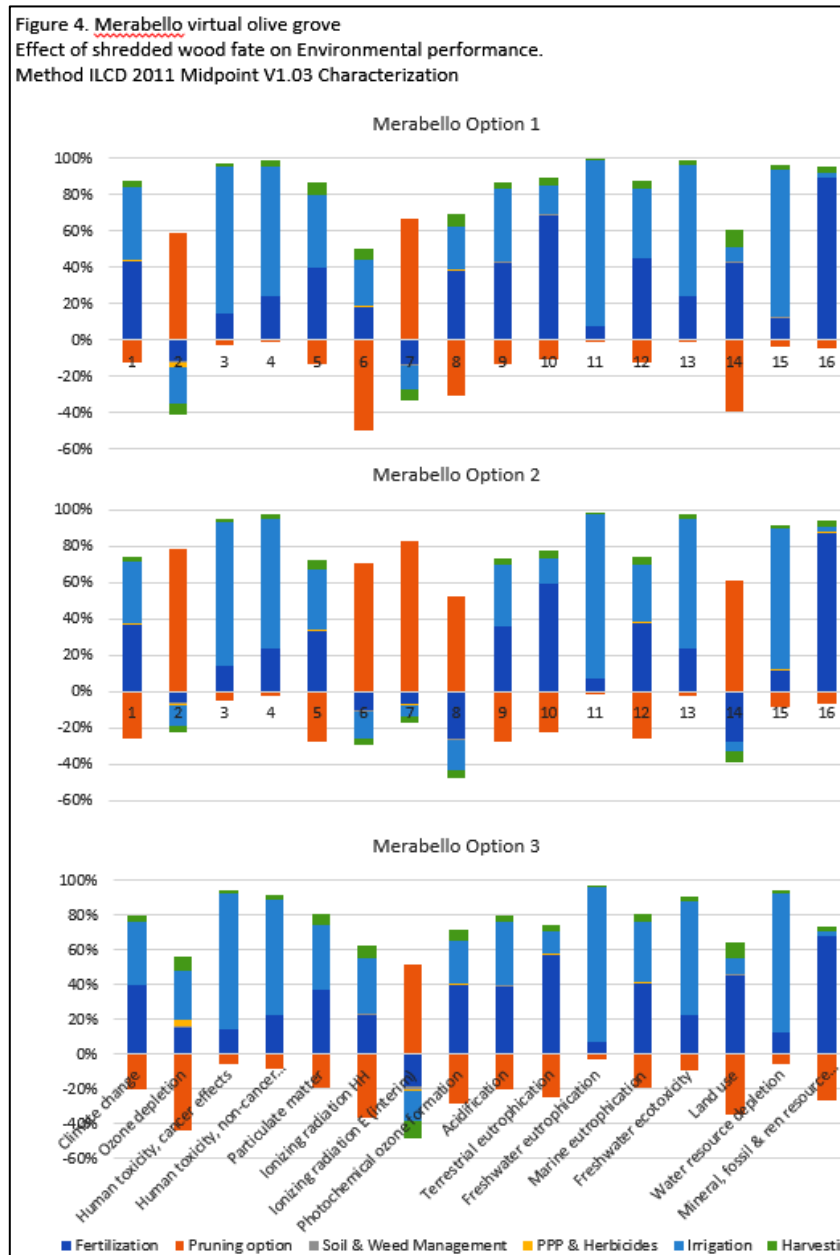 Figure 4. Merabello virtual olive grove
Effect of shredded wood fate on Environmental performance.
Method ILCD 2011 Midpoint V1.03 Characterization
Merabello Option 1
100%
80%
60%
40%
20%
0%
-20%
-40%
-60%
1 2 3 4 5 6 7 8 9 10 11 12 13 14 15 16
Merabello Option 2
100%
80%
60%
40%
20%
0%
-20%
-40%
-60%
1 2 3 4 5 6 7 8 9 10 11 12 13 14 15 16
Merabello Option 3
100%
80%
60%
40%
20%
0%
-20%
-40%
-60%
Climate change
Ozone depletion
Human toxicity, cancer effects
Human toxicity, non-cancer...
Particulate matter
Ionizing radiation HH
Ionizing radiation E (interim)
Photochemical ozone formation
Acidification
Terrestrial eutrophication
Freshwater eutrophication
Marine eutrophication
Freshwater ecotoxicity
Land use
Water resource depletion
Mineral, fossil & ren resource...
Fertilization Pruning option Soil & Weed Management PPP & Herbicides Irrigation Harvest